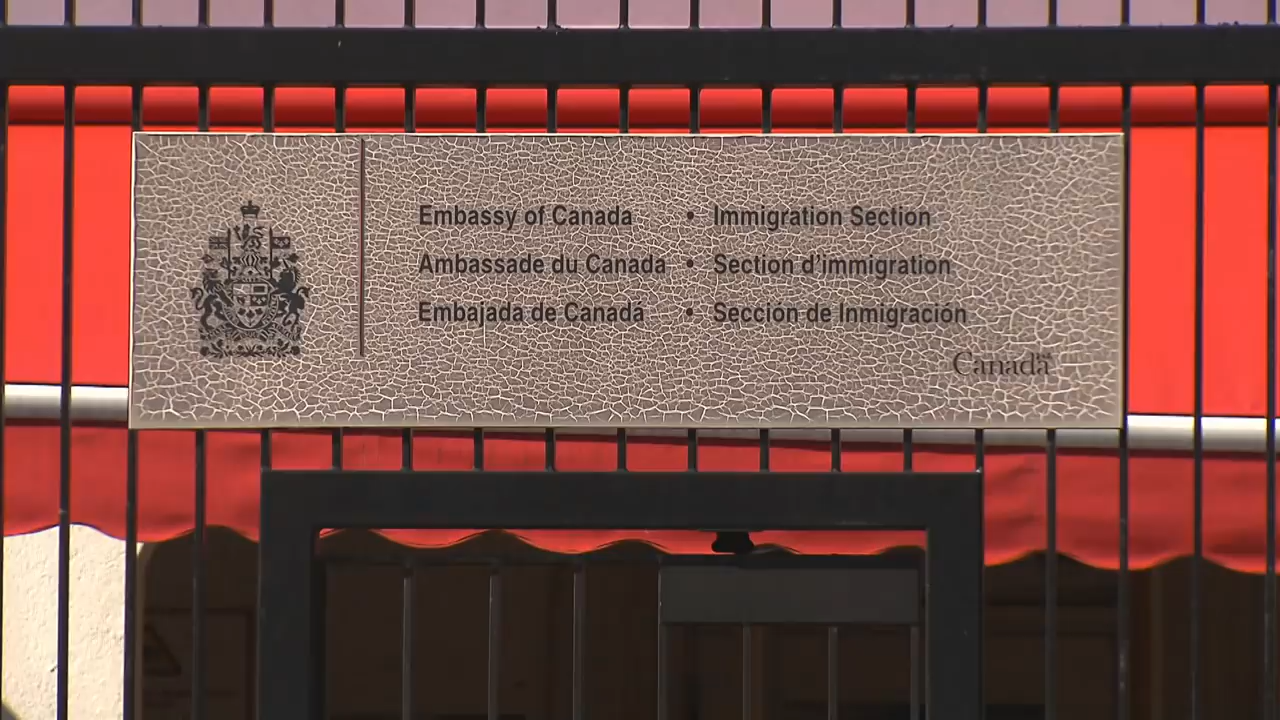 Embassy of Canada • Immigration Section
Ambassade du Canada • Section d'immigration
Embajada de Canadá • Sección de Inmigración
Canada